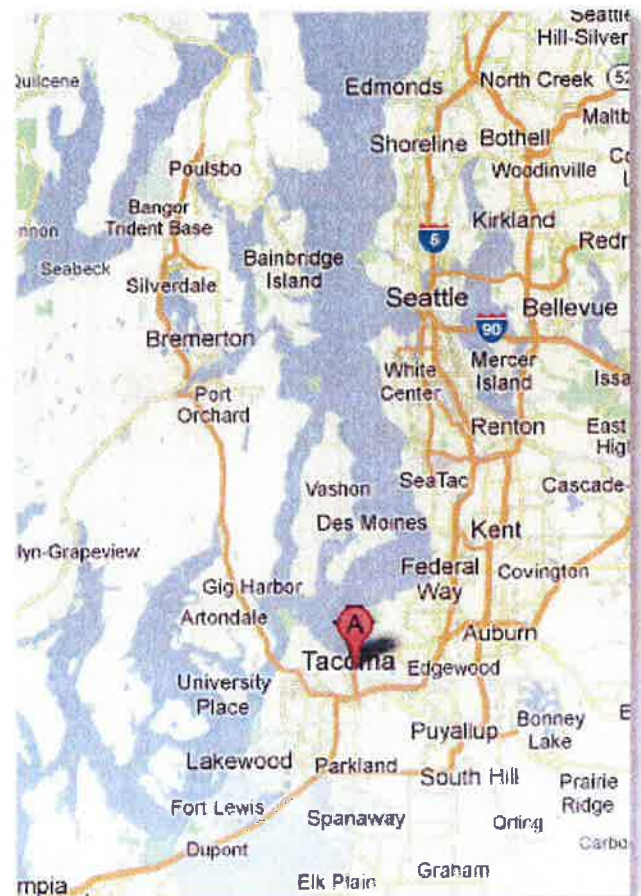 Seattle
Hill-Silver
Quilcene
Edmonds
North Creek
Shoreline
Bothell
Woodinville
Poulsbo
Bangor
Trident Base
Kirkland
5
Seabeck
Bainbridge
Island
Silverdale
Seattle
Bellevue
90
Bremerton
Mercer
Island
White
Center
Port
Orchard
Renton
East
SeaTac
Vashon
Cascade-
Des Moines
Kent
lyn-Grapeview
Federal
Way
Covington
Gig Harbor
Artondale
A
Auburn
Tacoma
Edgewood
University
Place
Puyallup
Bonney
Lake
Lakewood
Parkland
South Hill
Prairie
Ridge
Fort Lewis
Spanaway
Orting
Dupont
Graham
Elk Plain